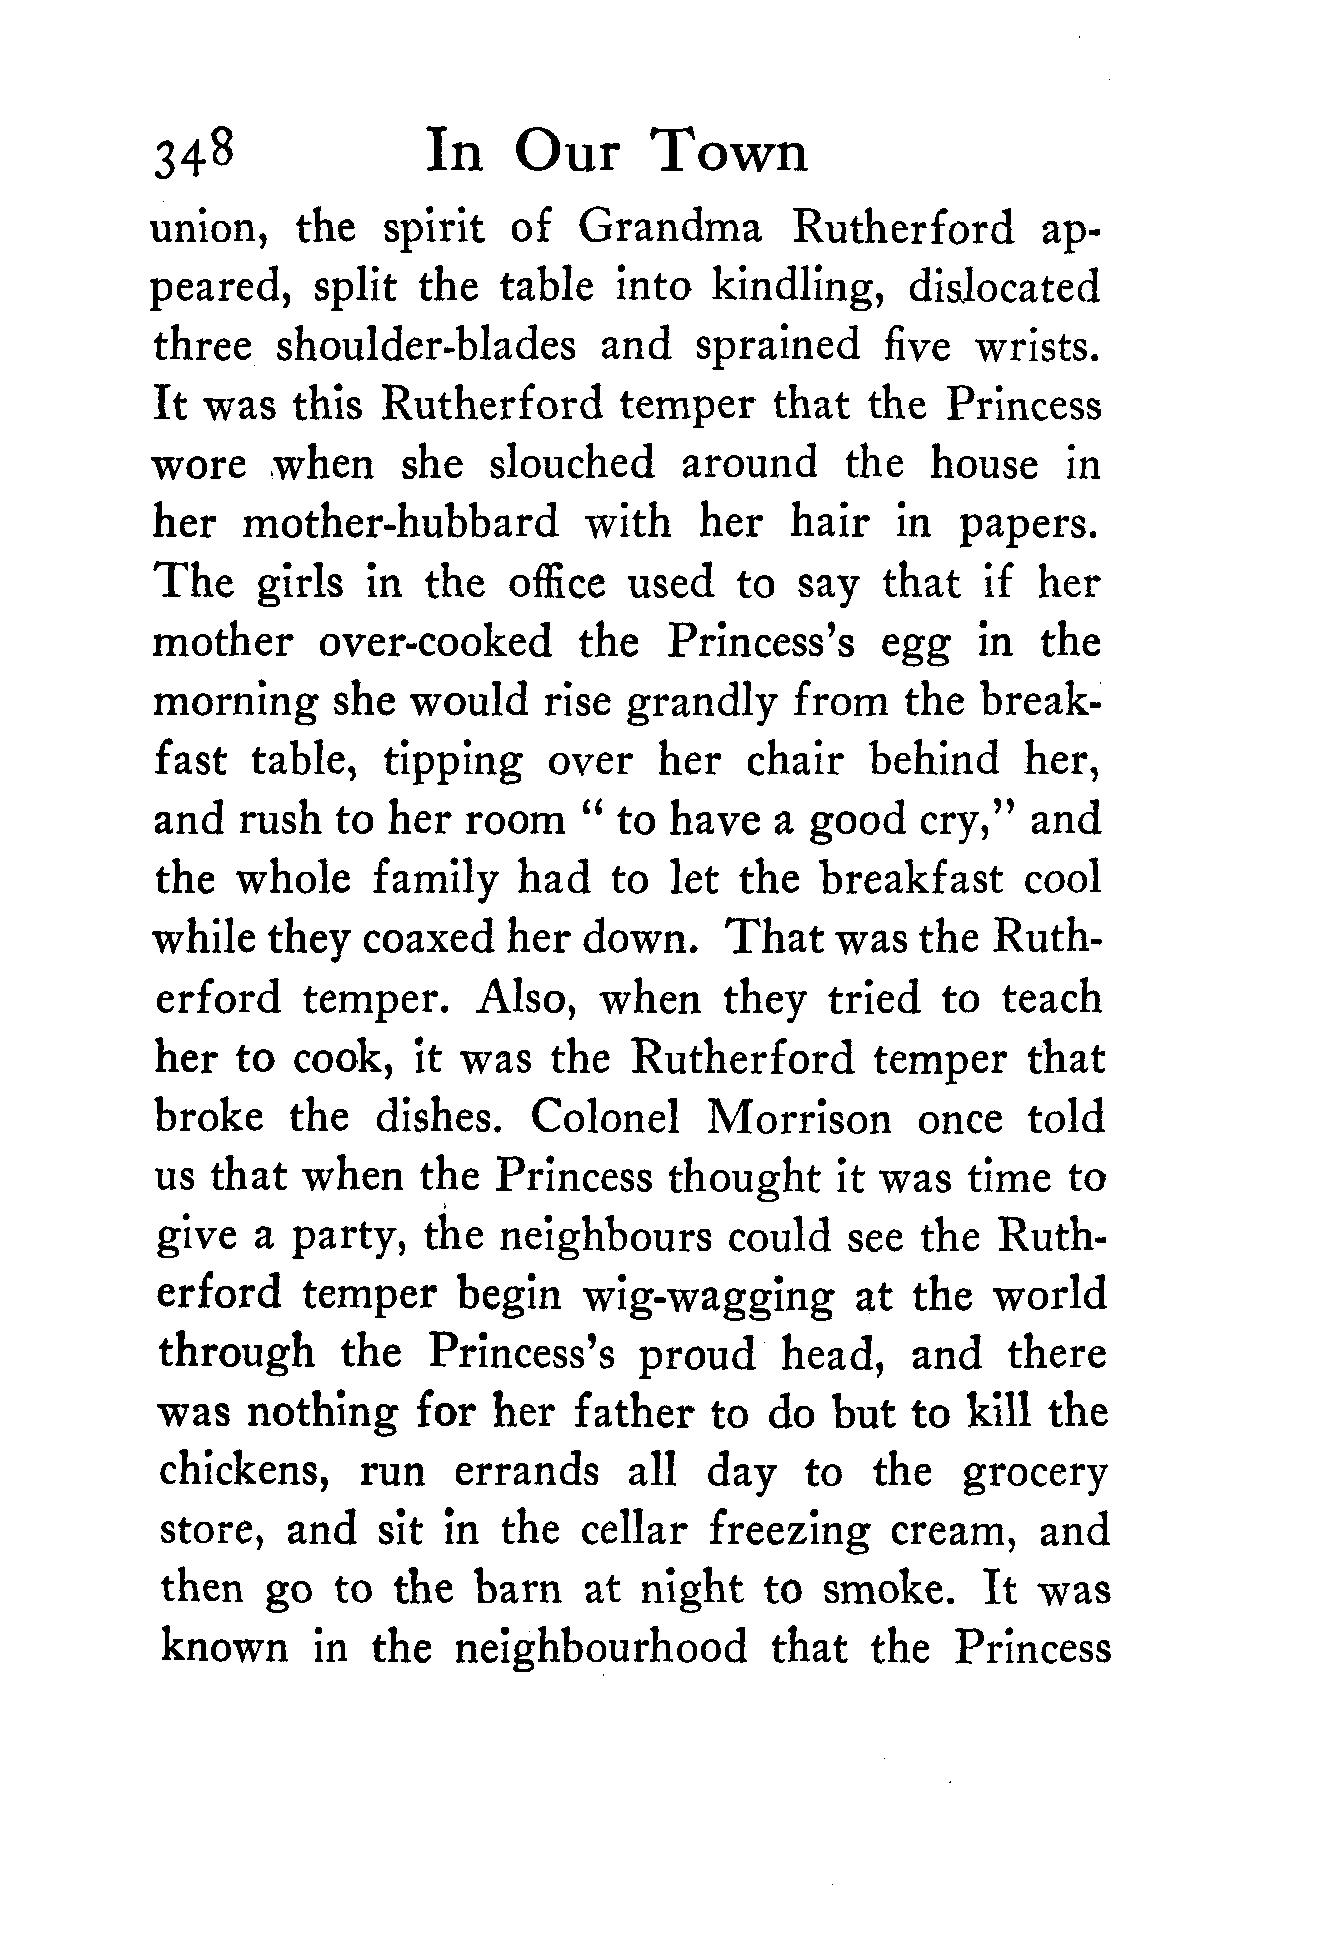 348 In Our Town
union, the spirit of Grandma Rutherford ap-
peared, split the table into kindling, dislocated
three shoulder-blades and sprained five wrists.
It was this Rutherford temper that the Princess
wore when she slouched around the house in
her mother-hubbard with her hair in papers.
The girls in the office used to say that if her
mother over-cooked the Princess's egg in the
morning she would rise grandly from the break-
fast table, tipping over her chair behind her,
and rush to her room “ to have a good cry,” and
the whole family had to let the breakfast cool
while they coaxed her down. That was the Ruth-
erford temper. Also, when they tried to teach
her to cook, it was the Rutherford temper that
broke the dishes. Colonel Morrison once told
us that when the Princess thought it was time to
give a party, the neighbours could see the Ruth-
erford temper begin wig-wagging at the world
through the Princess's proud head, and there
was nothing for her father to do but to kill the
chickens, run errands all day to the grocery
store, and sit in the cellar freezing cream, and
then go to the barn at night to smoke. It was
known in the neighbourhood that the Princess